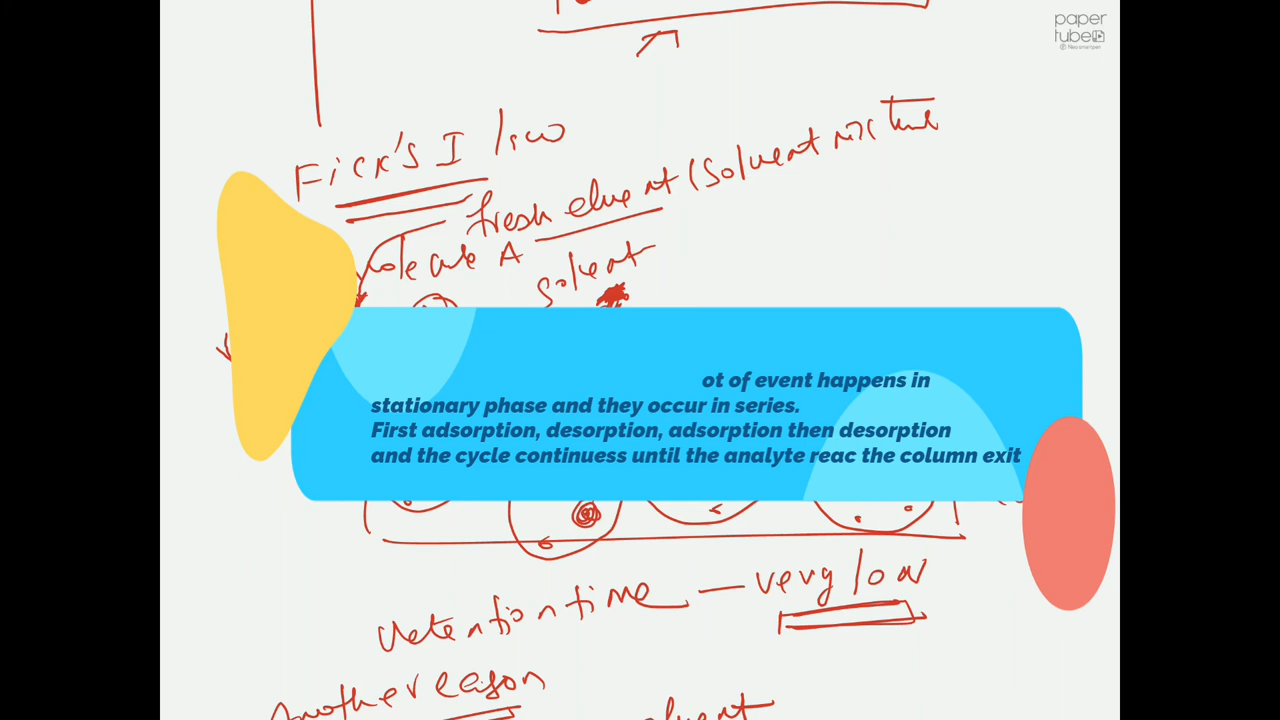 paper
tube
Fick's I law
fresh eluent (Solvent mixture
molecule A
Solvent
ot of event happens in
stationary phase and they occur in series.
First adsorption, desorption, adsorption then desorption
and the cycle continuess until the analyte reac the column exit
retention time — very low
Another reason